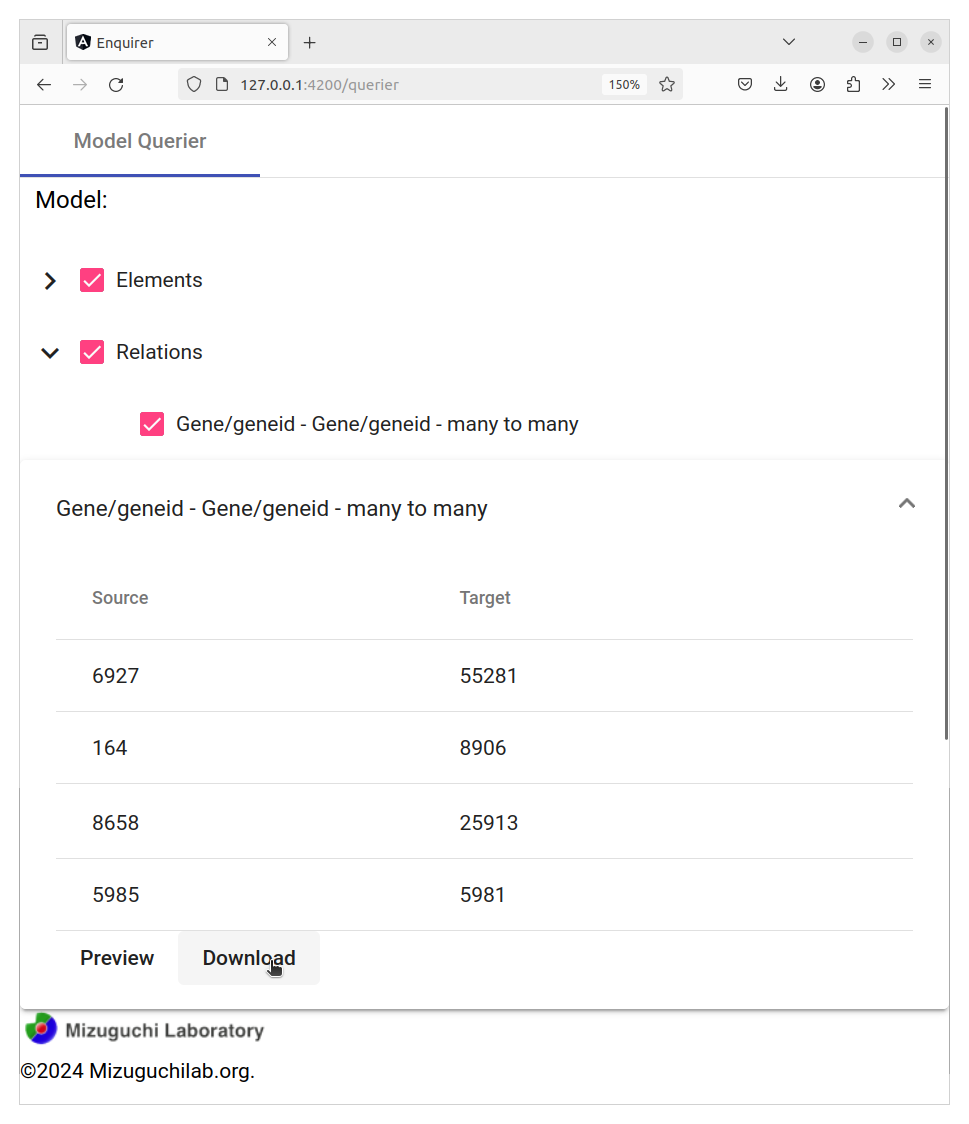 Enquirer
127.0.0.1:4200/querier 150%
Model Querier
Model:
Elements
Relations
Gene/geneid - Gene/geneid - many to many
Gene/geneid - Gene/geneid - many to many
Source Target
6927 55281
164 8906
8658 25913
5985 5981
Preview Download
Mizuguchi Laboratory
©2024 Mizuguchilab.org.